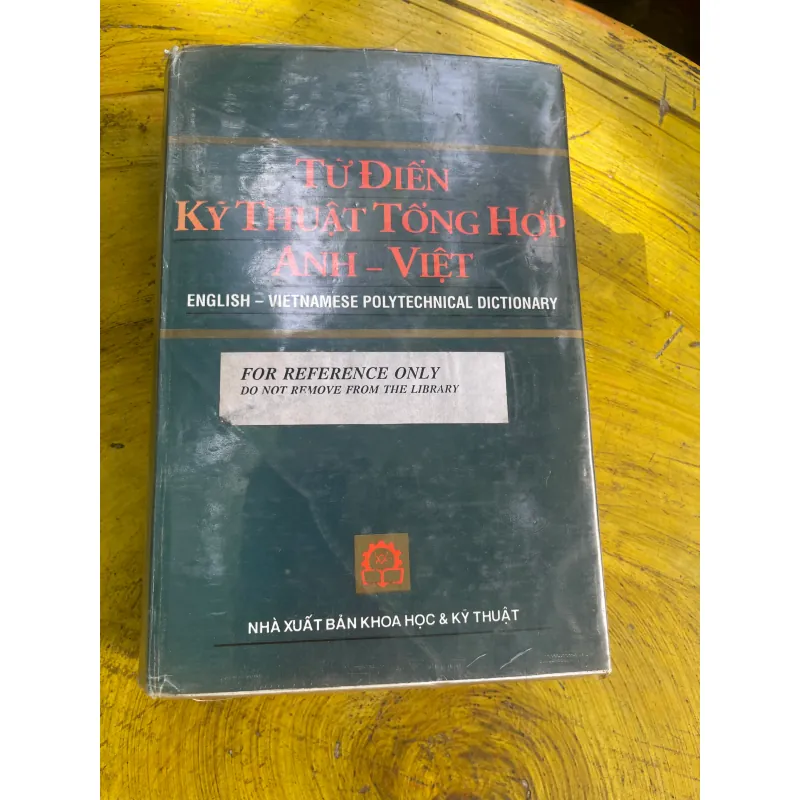 TỪ ĐIỂN
KỸ THUẬT TỔNG HỢP
ANH – VIỆT
ENGLISH – VIETNAMESE POLYTECHNICAL DICTIONARY
FOR REFERENCE ONLY
DO NOT REMOVE FROM THE LIBRARY
NHÀ XUẤT BẢN KHOA HỌC & KỸ THUẬT